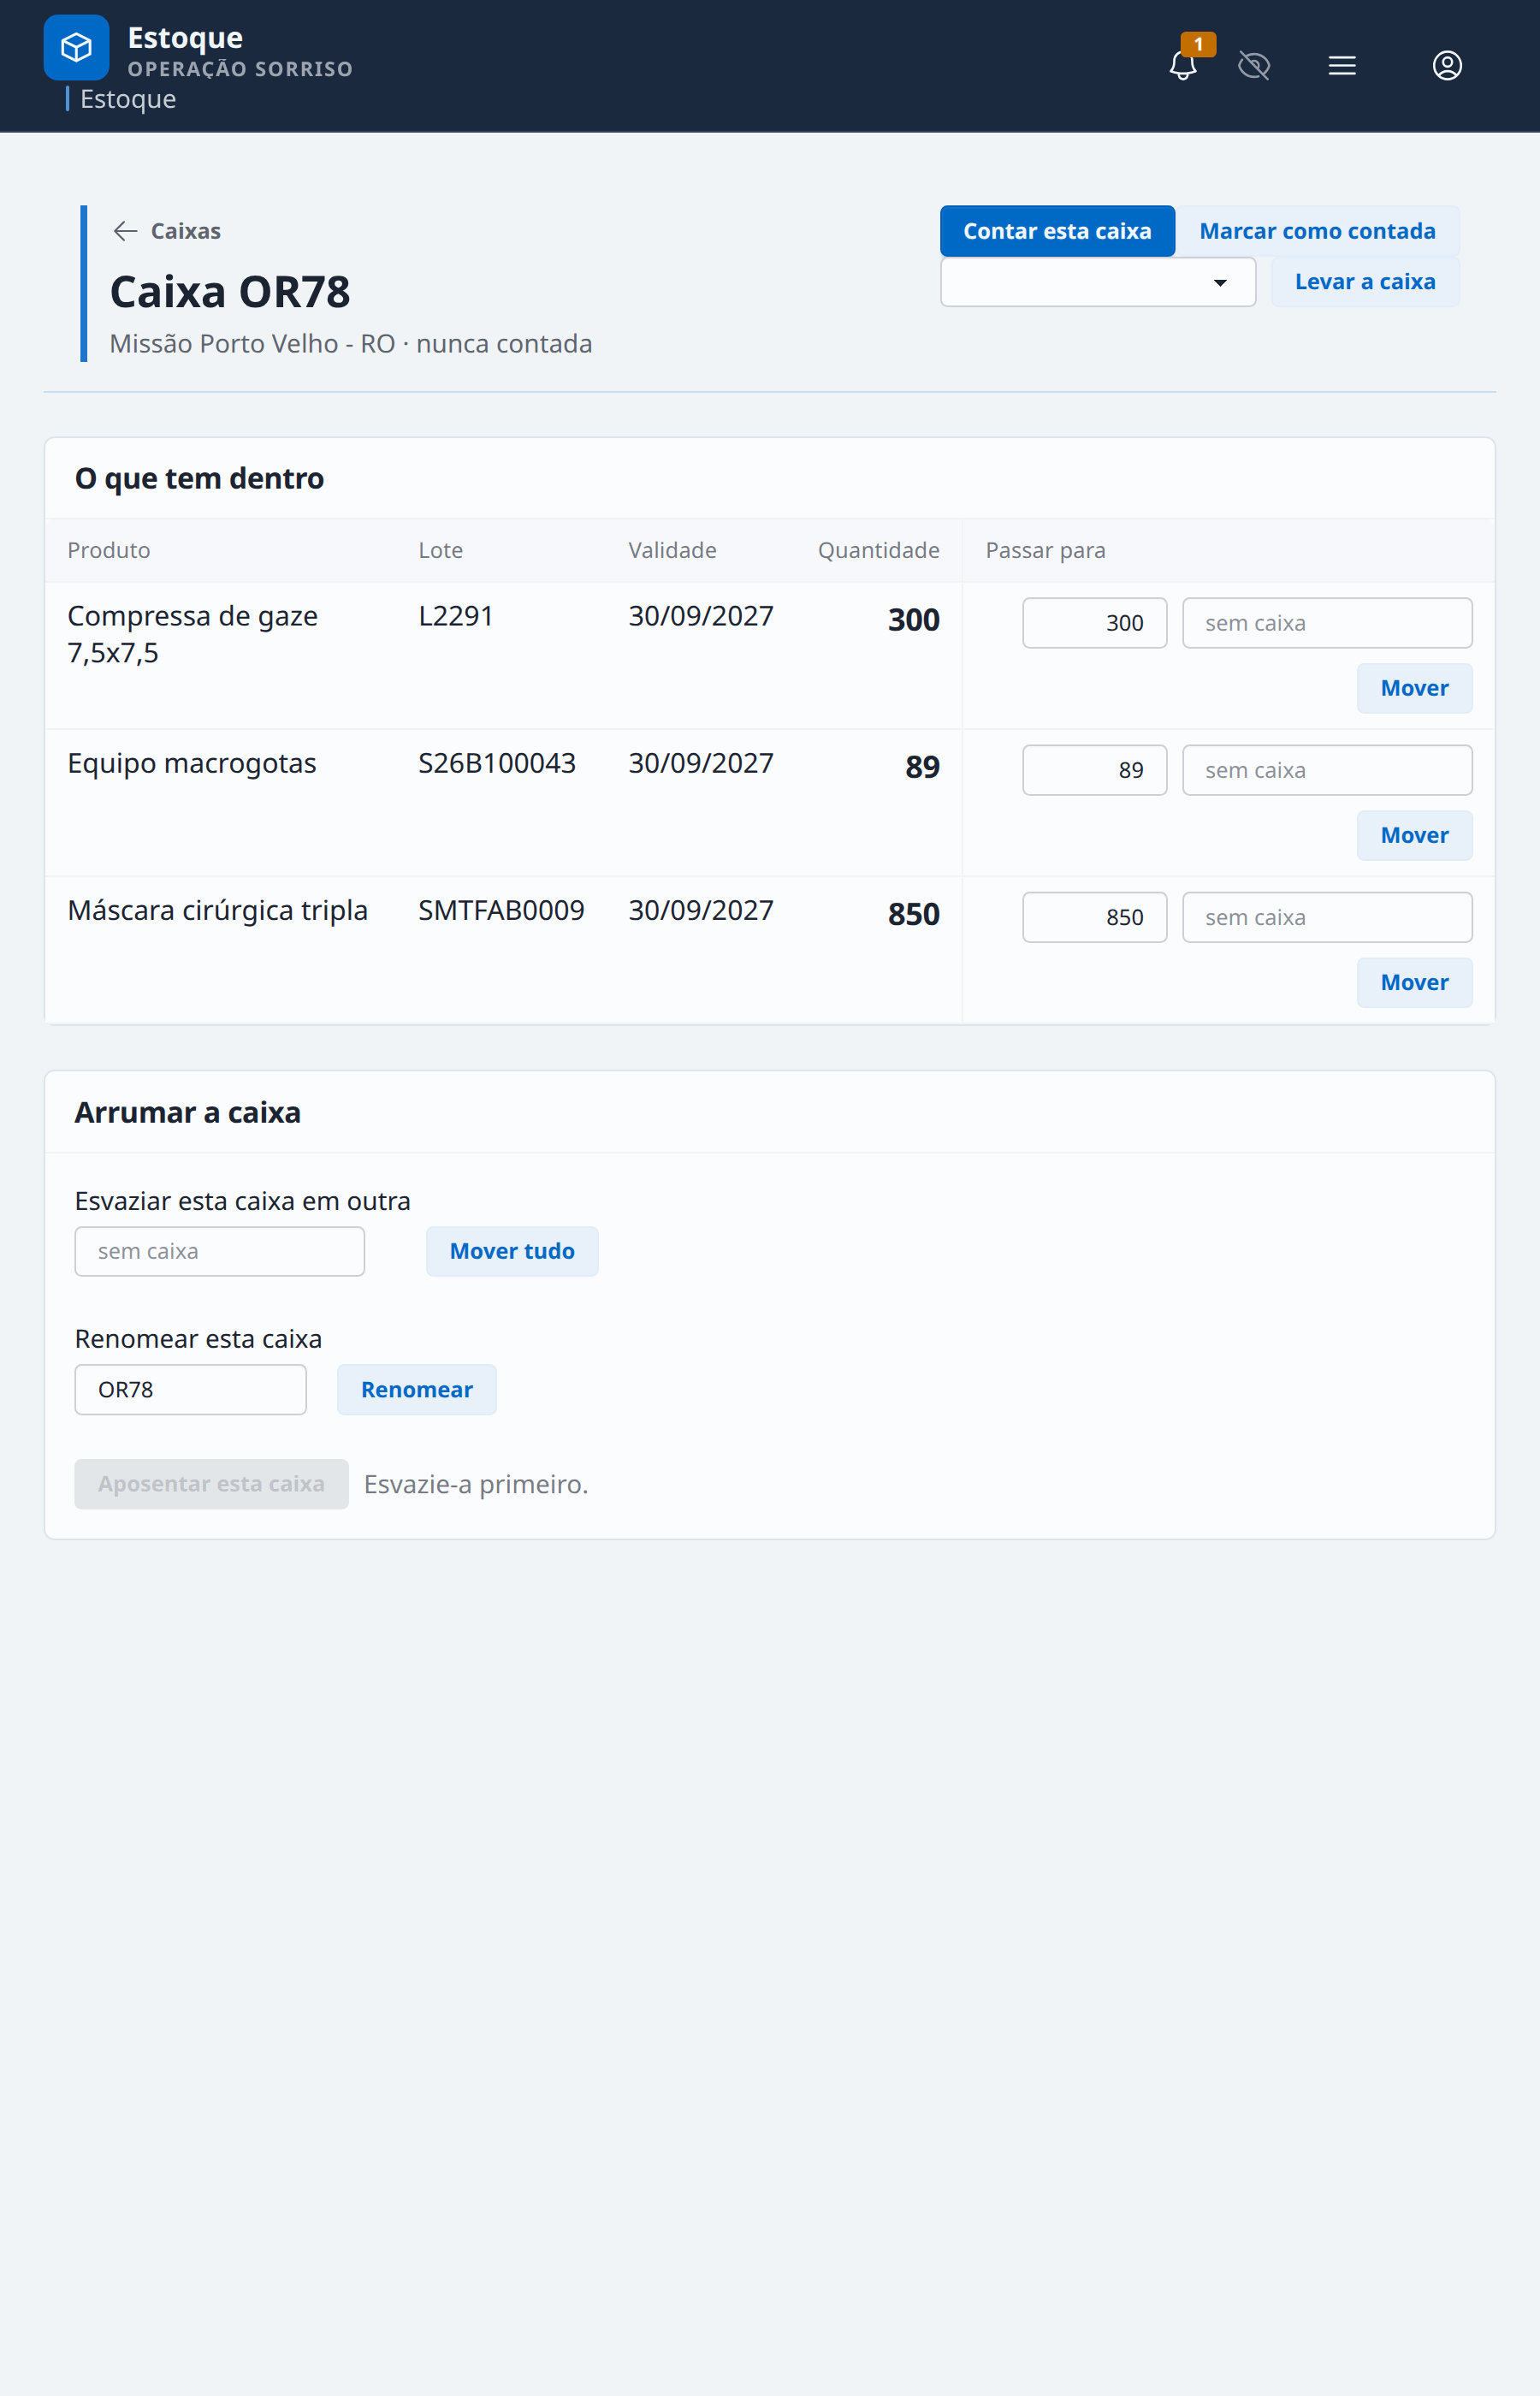 Estoque
OPERAÇÃO SORRISO
Estoque
1
Caixas
Contar esta caixa
Marcar como contada
Caixa OR78
Levar a caixa
Missão Porto Velho - RO · nunca contada
O que tem dentro
Produto Lote Validade Quantidade Passar para
Compressa de gaze 7,5x7,5 L2291 30/09/2027 300 300 sem caixa
Mover
Equipo macrogotas S26B100043 30/09/2027 89 89 sem caixa
Mover
Máscara cirúrgica tripla SMTFAB0009 30/09/2027 850 850 sem caixa
Mover
Arrumar a caixa
Esvaziar esta caixa em outra
sem caixa Mover tudo
Renomear esta caixa
OR78 Renomear
Aposentar esta caixa Esvazie-a primeiro.